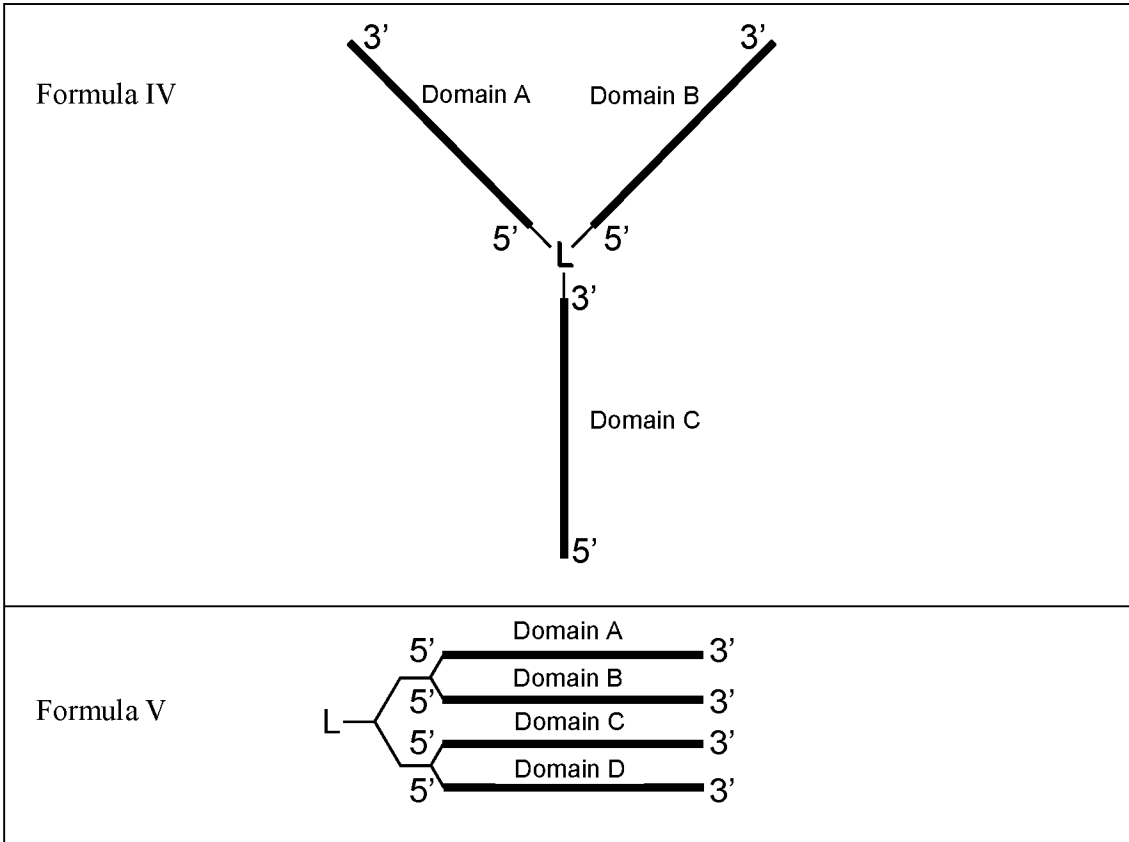 3’ 3’
Formula IV
Domain A Domain B
5’ 5’
L
3’
Domain C
5’
Domain A
5’ 3’
Domain B
5’ 3’
Formula V
L
Domain C
5’ 3’
Domain D
5’ 3’